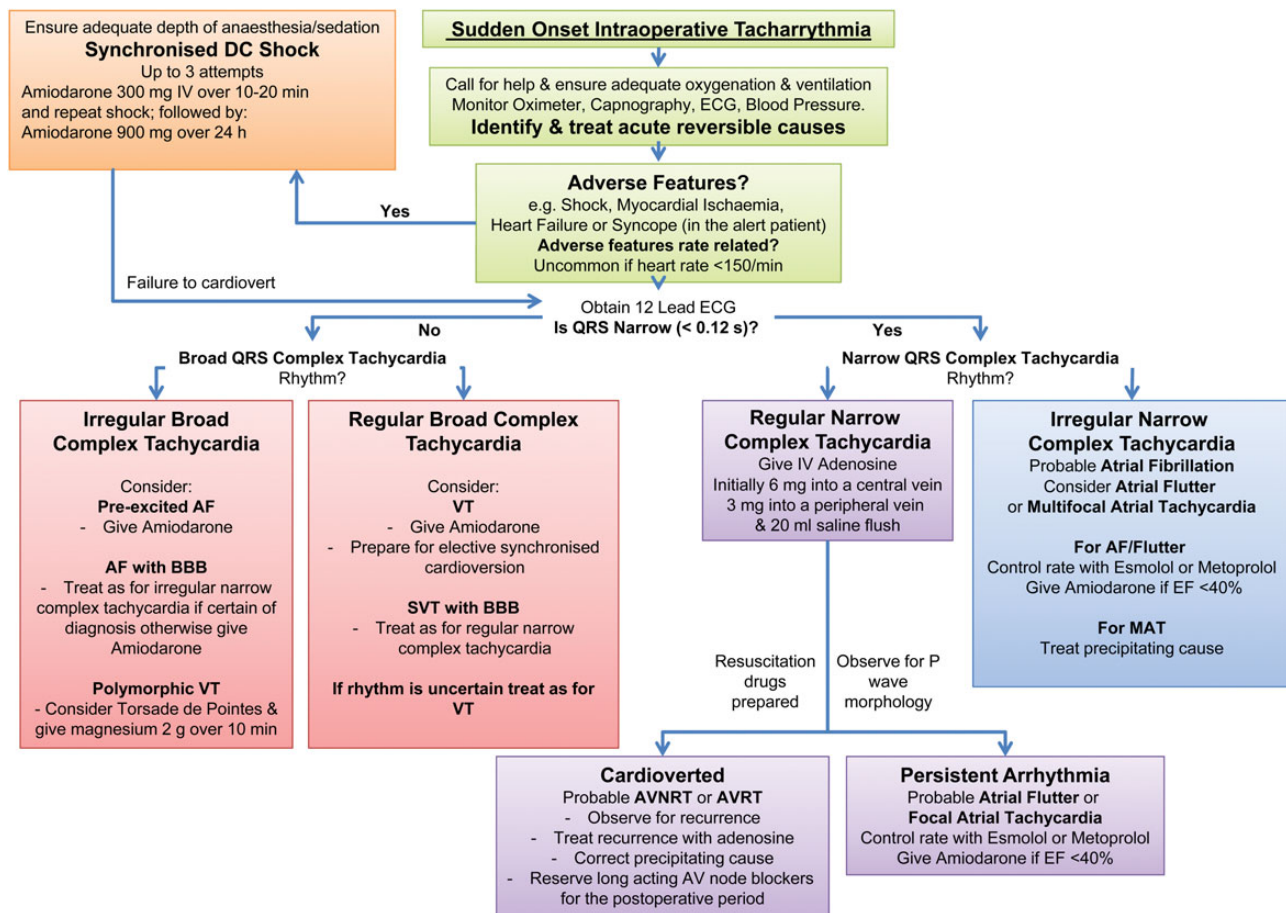 Ensure adequate depth of anaesthesia/sedation
Synchronised DC Shock
Up to 3 attempts
Amiodarone 300 mg IV over 10-20 min
and repeat shock; followed by:
Amiodarone 900 mg over 24 h
Sudden Onset Intraoperative Tacharrythmia
Call for help & ensure adequate oxygenation & ventilation
Monitor Oximeter, Capnography, ECG, Blood Pressure.
Identify & treat acute reversible causes
Adverse Features?
e.g. Shock, Myocardial Ischaemia,
Heart Failure or Syncope (in the alert patient)
Adverse features rate related?
Uncommon if heart rate <150/min
Yes
Failure to cardiovert
Obtain 12 Lead ECG
Is QRS Narrow (< 0.12 s)?
No
Yes
Broad QRS Complex Tachycardia
Rhythm?
Narrow QRS Complex Tachycardia
Rhythm?
Irregular Broad
Complex Tachycardia
Consider:
Pre-excited AF
- Give Amiodarone
AF with BBB
- Treat as for irregular narrow
complex tachycardia if certain of
diagnosis otherwise give
Amiodarone
Polymorphic VT
- Consider Torsade de Pointes &
give magnesium 2 g over 10 min
Regular Broad Complex
Tachycardia
Consider:
VT
- Give Amiodarone
- Prepare for elective synchronised
cardioversion
SVT with BBB
- Treat as for regular narrow
complex tachycardia
If rhythm is uncertain treat as for
VT
Regular Narrow
Complex Tachycardia
Give IV Adenosine
Initially 6 mg into a central vein
3 mg into a peripheral vein
& 20 ml saline flush
Irregular Narrow
Complex Tachycardia
Probable Atrial Fibrillation
Consider Atrial Flutter
or Multifocal Atrial Tachycardia
For AF/Flutter
Control rate with Esmolol or Metoprolol
Give Amiodarone if EF <40%
For MAT
Treat precipitating cause
Resuscitation
drugs
prepared
Observe for P
wave
morphology
Cardioverted
Probable AVNRT or AVRT
- Observe for recurrence
- Treat recurrence with adenosine
- Correct precipitating cause
- Reserve long acting AV node blockers
for the postoperative period
Persistent Arrhythmia
Probable Atrial Flutter or
Focal Atrial Tachycardia
Control rate with Esmolol or Metoprolol
Give Amiodarone if EF <40%